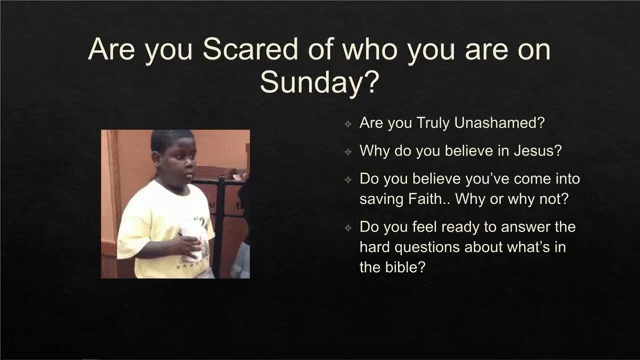 Are you Scared of who you are on
Sunday?
Are you Truly Unashamed?
Why do you believe in Jesus?
Do you believe you've come into
saving Faith.. Why or why not?
Do you feel ready to answer the
hard questions about what's in
the bible?